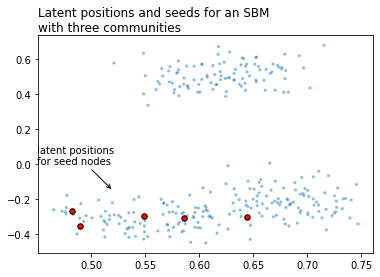 Latent positions and seeds for an SBM
with three communities
0.6
0.4
0.2
latent positions
for seed nodes
0.0
−0.2
−0.4
0.50 0.55 0.60 0.65 0.70 0.75